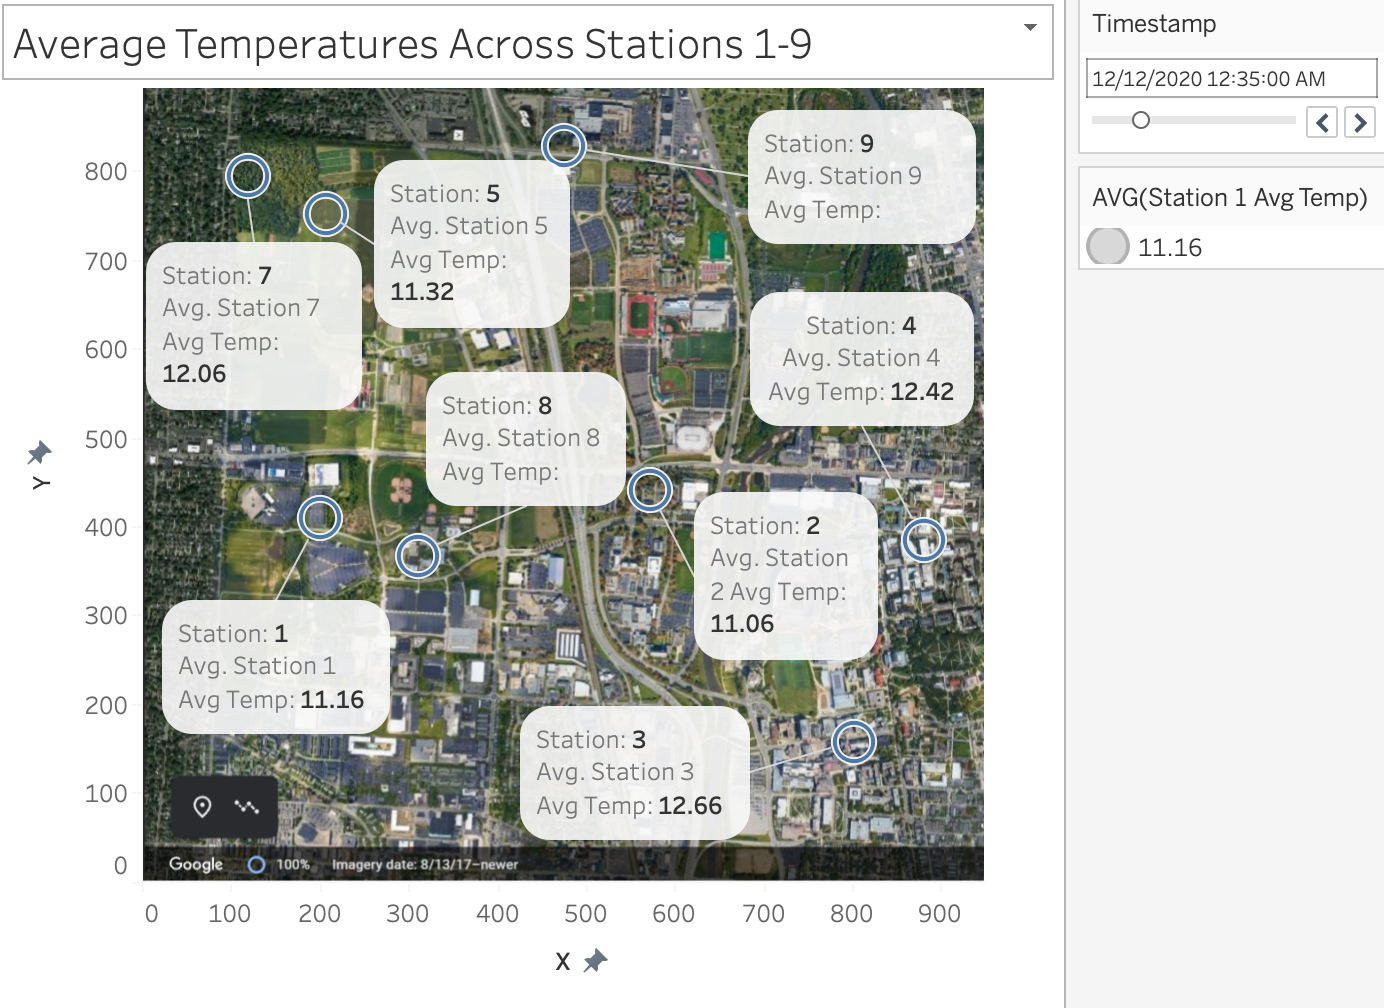 Average Temperatures Across Stations 1-9
Timestamp
12/12/2020 12:35:00 AM
AVG(Station 1 Avg Temp)
11.16
Station: 9
Avg. Station 9
Avg Temp:
Station: 5
Avg. Station 5
Avg Temp:
11.32
Station: 7
Avg. Station 7
Avg Temp:
12.06
Station: 4
Avg. Station 4
Avg Temp: 12.42
Station: 8
Avg. Station 8
Avg Temp:
Station: 2
Avg. Station
2 Avg Temp:
11.06
Station: 1
Avg. Station 1
Avg Temp: 11.16
Station: 3
Avg. Station 3
Avg Temp: 12.66
Google 100% Imagery date: 8/13/17–newer
800
700
600
500
400
300
200
100
0
Y
0 100 200 300 400 500 600 700 800 900
X